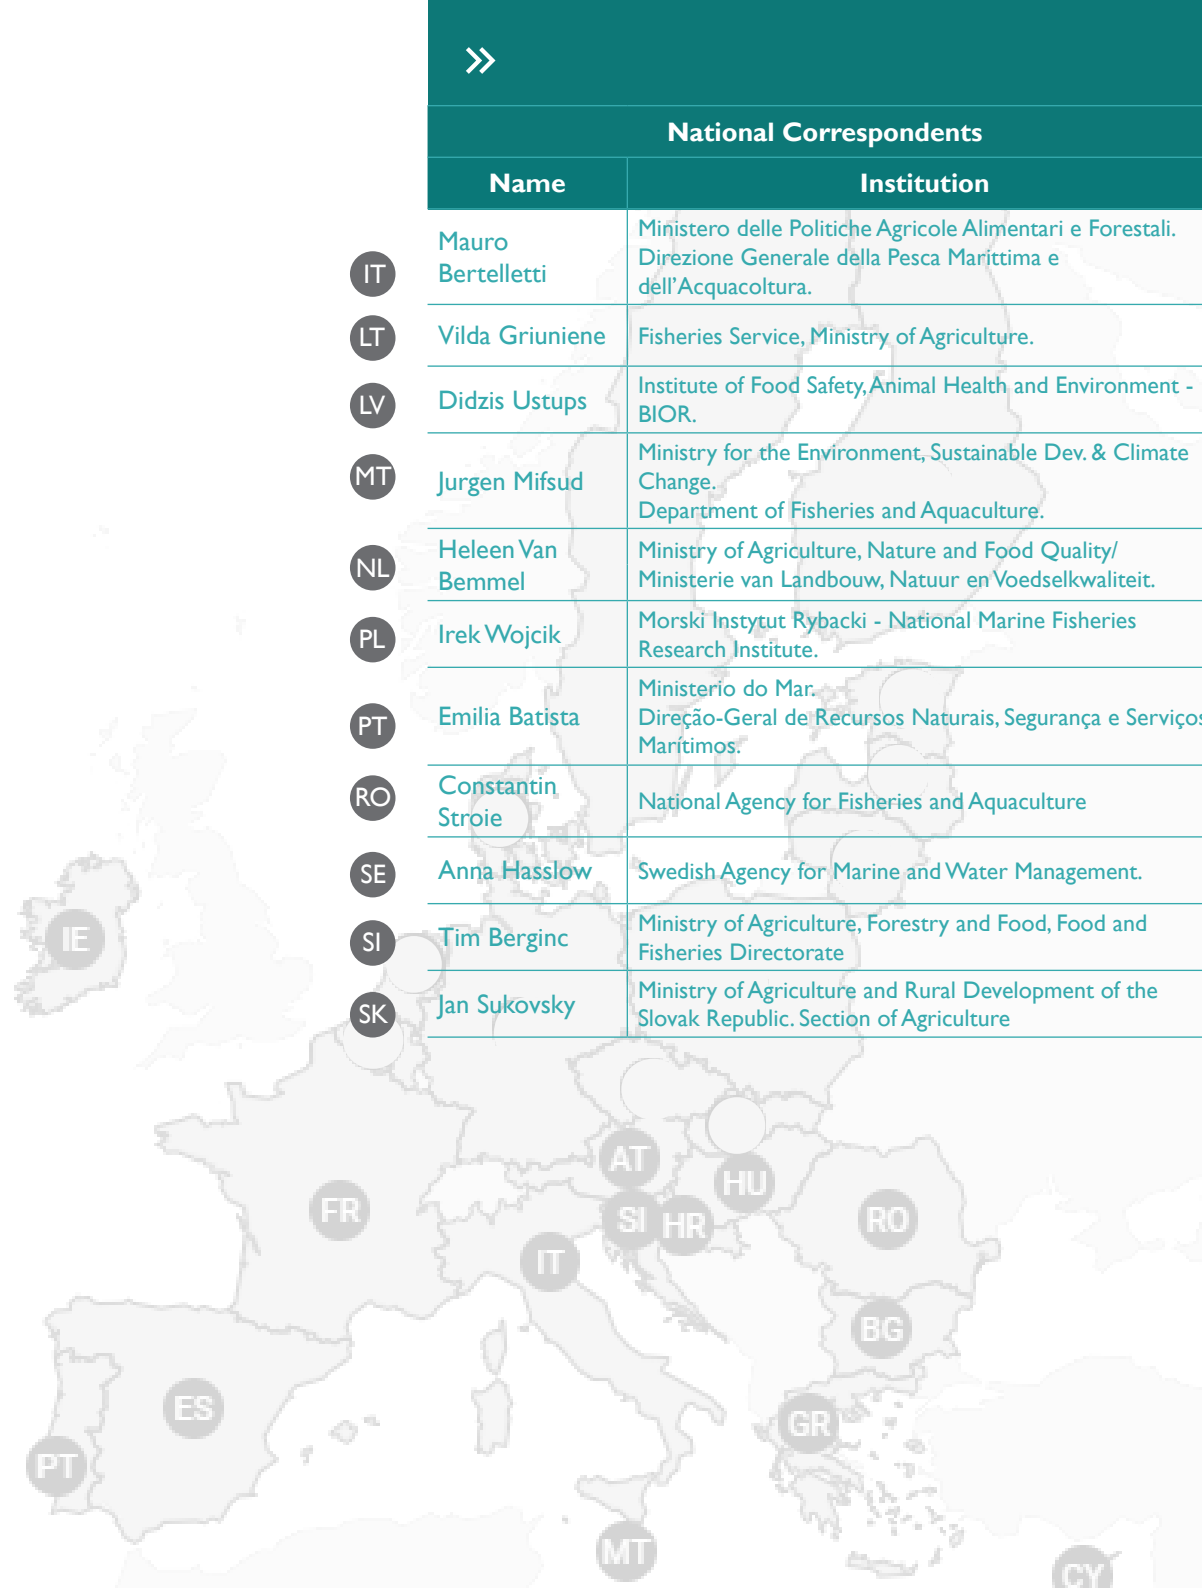 »
National Correspondents
Name Institution
IT
Mauro
Bertelletti
Ministero delle Politiche Agricole Alimentari e Forestali.
Direzione Generale della Pesca Marittima e
dell'Acquacoltura.
LT
Vilda Griuniene
Fisheries Service, Ministry of Agriculture.
LV
Didzis Ustups
Institute of Food Safety, Animal Health and Environment -
BIOR.
MT
Jurgen Mifsud
Ministry for the Environment, Sustainable Dev. & Climate
Change.
Department of Fisheries and Aquaculture.
NL
Heleen Van
Bemmel
Ministry of Agriculture, Nature and Food Quality/
Ministerie van Landbouw, Natuur en Voedselkwaliteit.
PL
Irek Wojcik
Morski Instytut Rybacki - National Marine Fisheries
Research Institute.
PT
Emilia Batista
Ministerio do Mar.
Direção-Geral de Recursos Naturais, Segurança e Serviços
Marítimos.
RO
Constantin
Stroie
National Agency for Fisheries and Aquaculture
SE
Anna Hasslow
Swedish Agency for Marine and Water Management.
SI
Tim Berginc
Ministry of Agriculture, Forestry and Food, Food and
Fisheries Directorate
SK
Jan Sukovsky
Ministry of Agriculture and Rural Development of the
Slovak Republic. Section of Agriculture
IE
AT
HU
FR
SI HR RO
IT
BG
ES
GR
PT
MT
CY